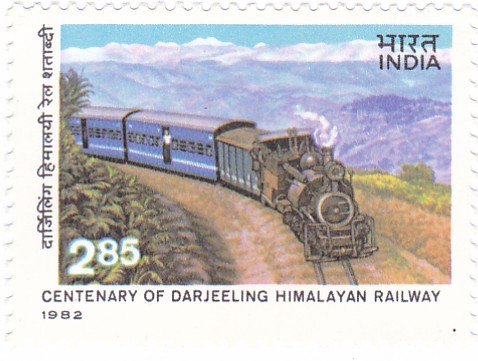 भारत
INDIA
दार्जिलिंग हिमालयी रेल शताब्दी
2.85
CENTENARY OF DARJEELING HIMALAYAN RAILWAY
1982